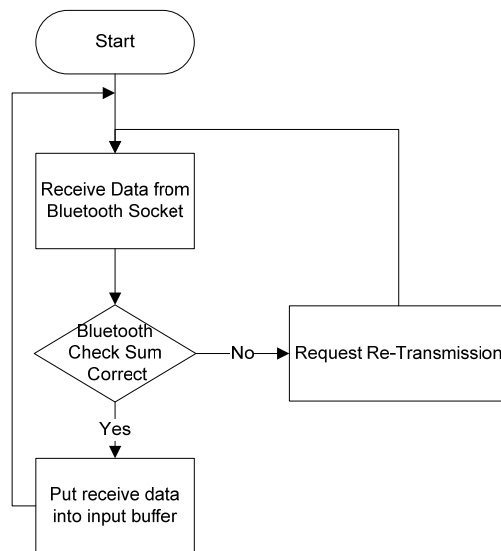 Start
Receive Data from
Bluetooth Socket
Bluetooth
Check Sum
Correct
No
Request Re-Transmission
Yes
Put receive data
into input buffer